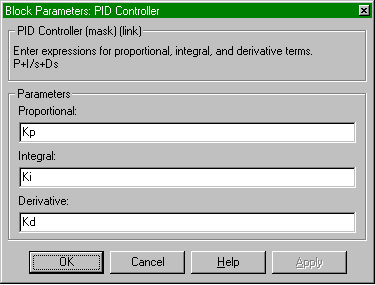 Block Parameters: PID Controller
PID Controller (mask) (link)
Enter expressions for proportional, integral, and derivative terms.
P+I/s+Ds
Parameters
Proportional:
Kp
Integral:
Ki
Derivative:
Kd
OK Cancel Help Apply